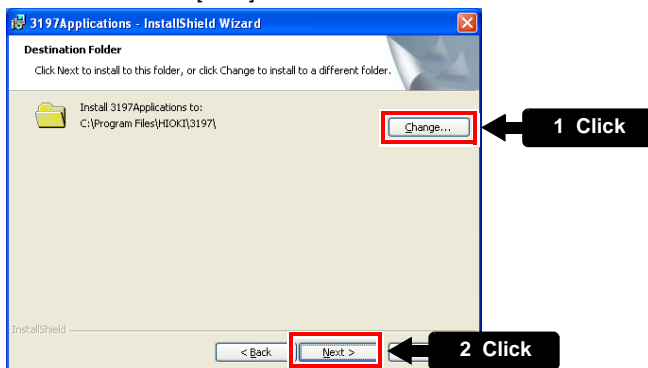 3197Applications - InstallShield Wizard
Destination Folder
Click Next to install to this folder, or click Change to install to a different folder.
Install 3197Applications to:
C:\Program Files\HIOKI\3197\
Change...
1 Click
InstallShield
< Back
Next >
2 Click